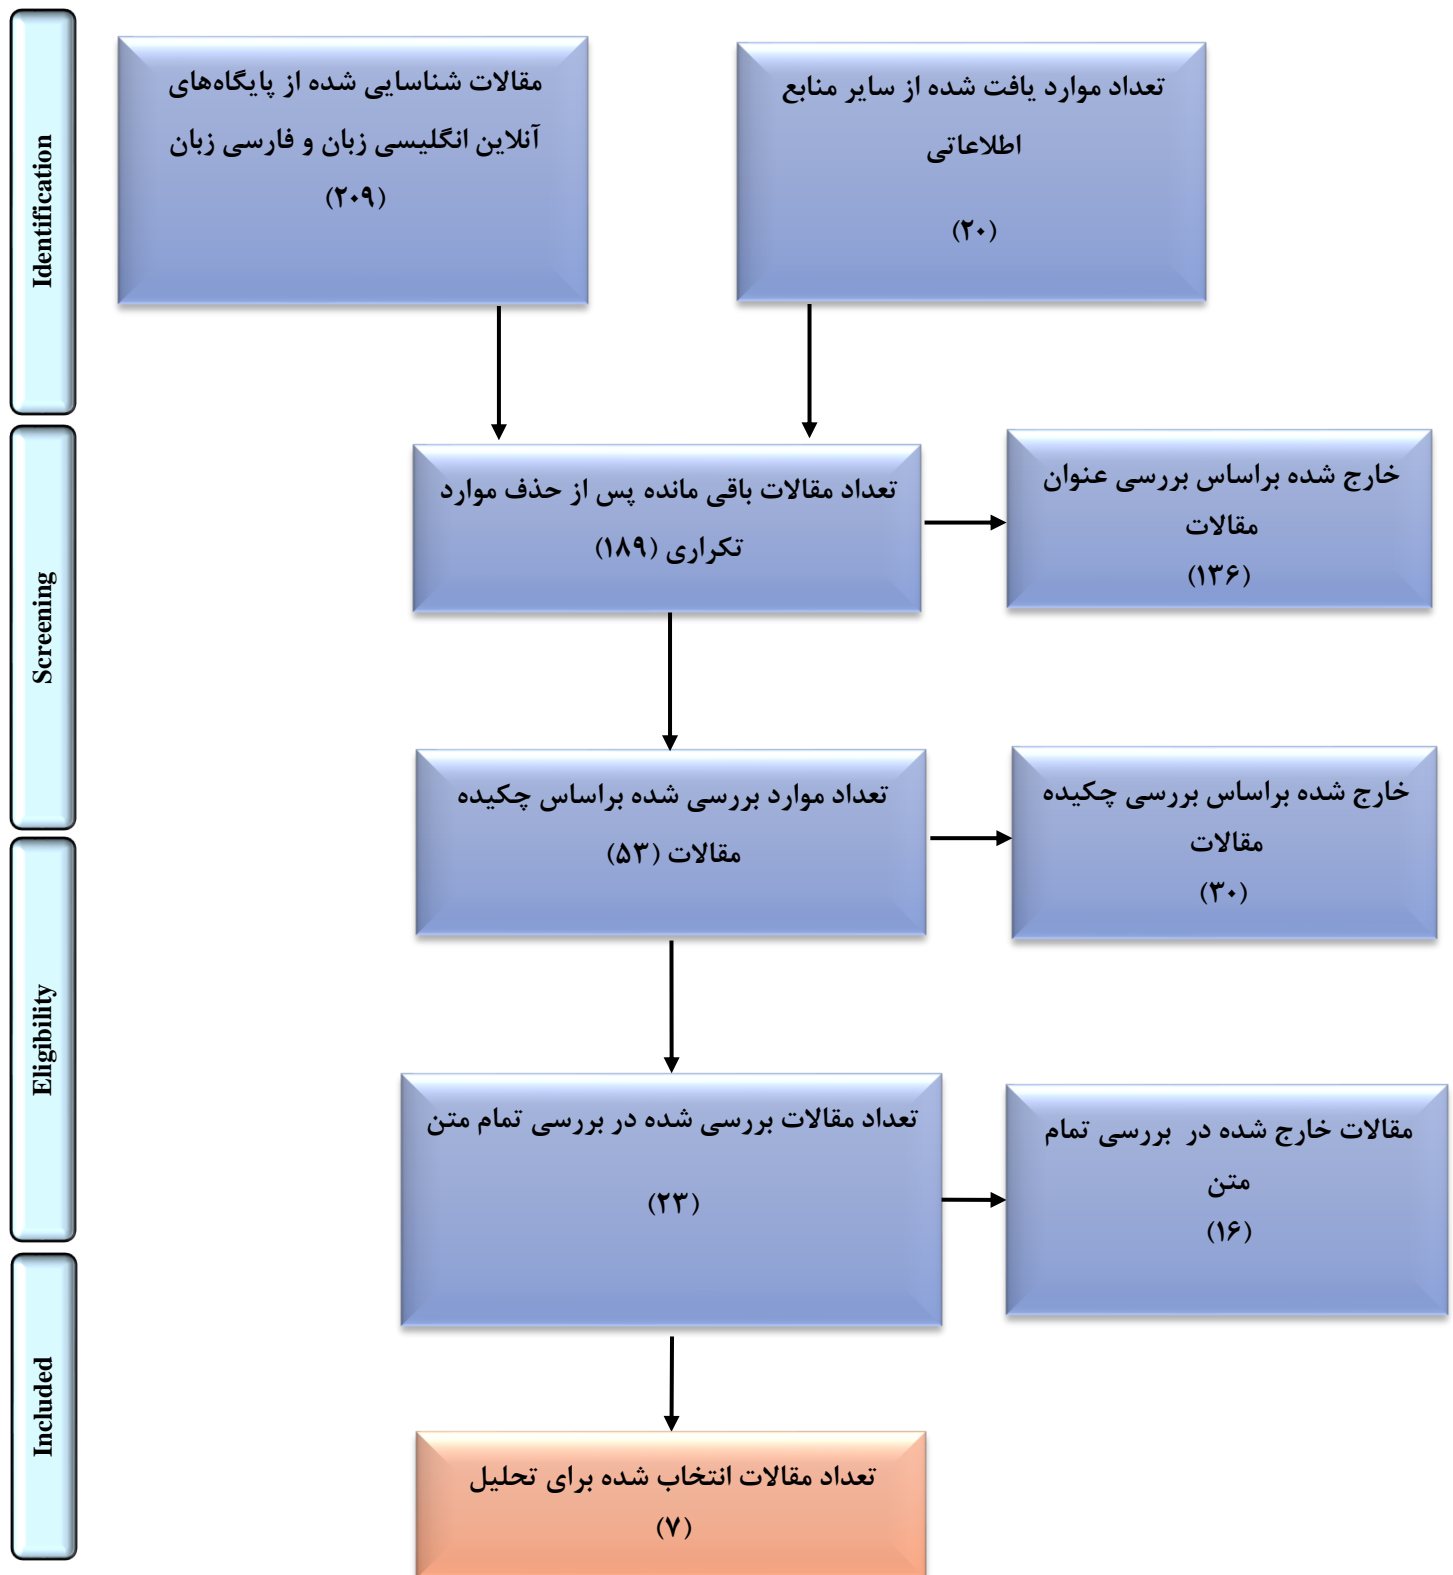 Identification
مقالات شناسایی شده از پایگاه‌های
آنلاین انگلیسی زبان و فارسی زبان
(۲۰۹)
تعداد موارد یافت شده از سایر منابع
اطلاعاتی
(۲۰)
Screening
تعداد مقالات باقی مانده پس از حذف موارد
تکراری (۱۸۹)
خارج شده براساس بررسی عنوان
مقالات
(۱۳۶)
تعداد موارد بررسی شده براساس چکیده
مقالات (۵۳)
خارج شده براساس بررسی چکیده
مقالات
(۳۰)
Eligibility
تعداد مقالات بررسی شده در بررسی تمام متن
(۲۳)
مقالات خارج شده در بررسی تمام
متن
(۱۶)
Included
تعداد مقالات انتخاب شده برای تحلیل
(۷)